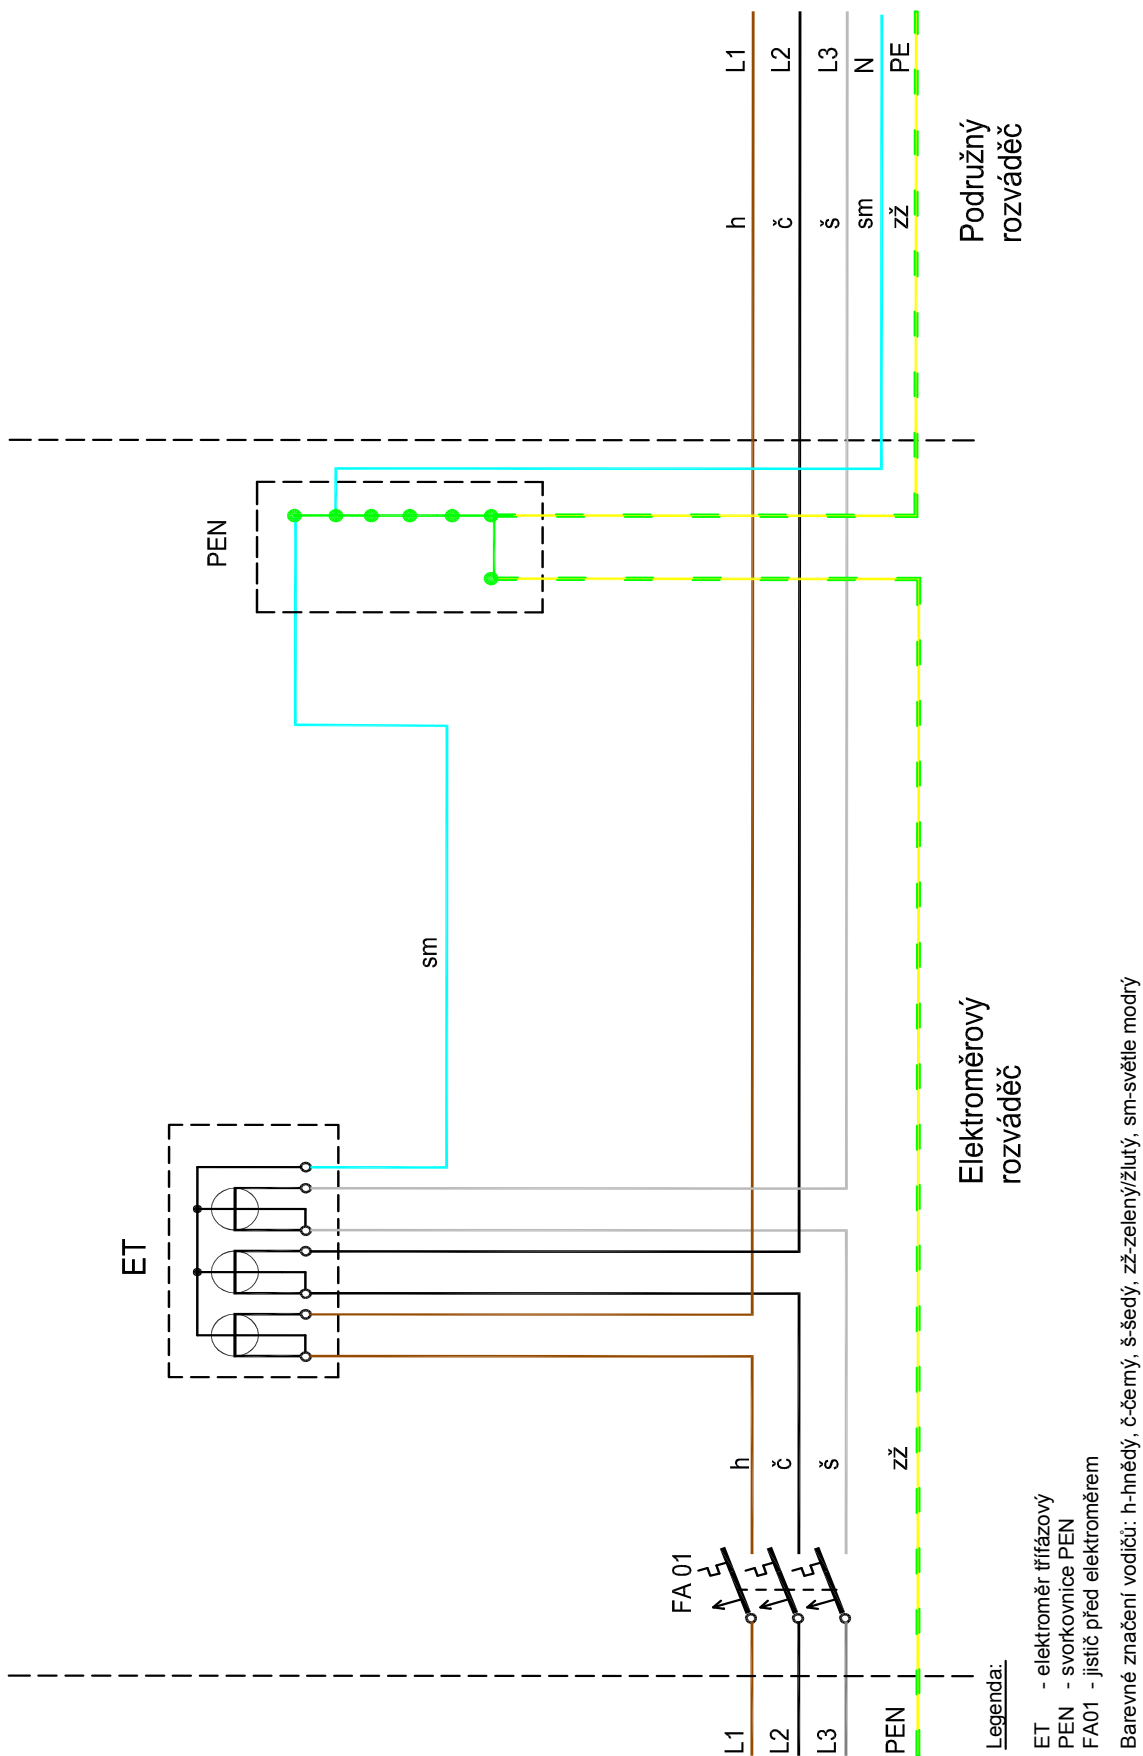 ET
PEN
sm
FA 01
L1
L2
L3
PEN
h
č
š
zž
h
č
š
sm
zž
L1
L2
L3
N
PE
Elektroměrový
rozváděč
Podružný
rozváděč
Legenda:
ET - elektroměr třífázový
PEN - svorkovnice PEN
FA01 - jistič před elektroměrem
Barevné značení vodičů: h-hnědý, č-černý, š-šedý, zž-zelený/žlutý, sm-světle modrý